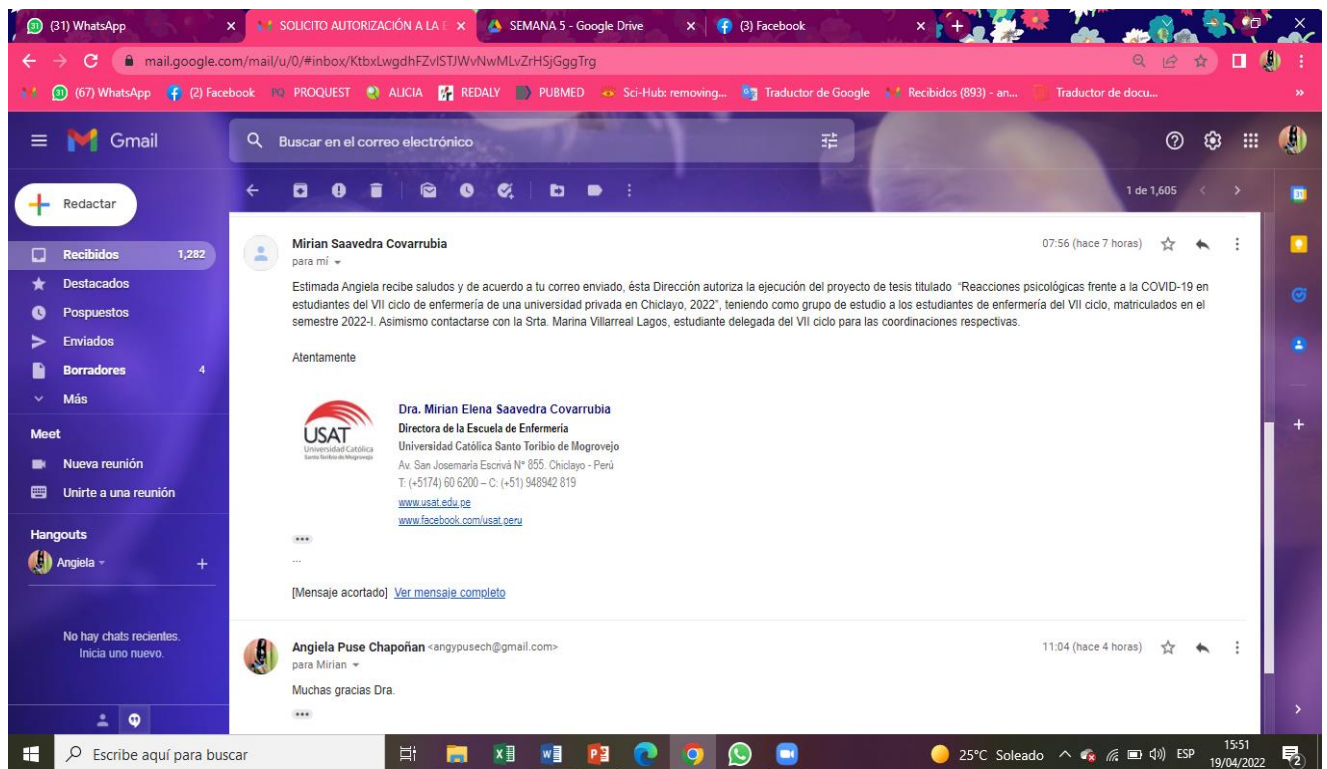 (31) WhatsApp
SOLICITO AUTORIZACIÓN A LA E
SEMANA 5 - Google Drive
(3) Facebook
mail.google.com/mail/u/0/#inbox/KtbxLwgdhFZvlSTJWvNwMLvZrHSjGggTrg
(67) WhatsApp
(2) Facebook
PROQUEST
ALICIA
REDALY
PUBMED
Sci-Hub: removing...
Traductor de Google
Recibidos (893) - an...
Traductor de docu...
Gmail
Buscar en el correo electrónico
Redactar
1 de 1,605
Recibidos 1,282
Destacados
Pospuestos
Enviados
Borradores 4
Más
Meet
Nueva reunión
Unirte a una reunión
Hangouts
Angiela
No hay chats recientes.
Inicia uno nuevo.
Mirian Saavedra Covarrubia
07:56 (hace 7 horas)
para mí
Estimada Angiela recibe saludos y de acuerdo a tu correo enviado, ésta Dirección autoriza la ejecución del proyecto de tesis titulado “Reacciones psicológicas frente a la COVID-19 en
estudiantes del VII ciclo de enfermería de una universidad privada en Chiclayo, 2022”, teniendo como grupo de estudio a los estudiantes de enfermería del VII ciclo, matriculados en el
semestre 2022-I. Asimismo contactarse con la Srta. Marina Villarreal Lagos, estudiante delegada del VII ciclo para las coordinaciones respectivas.
Atentamente
USAT
Universidad Católica
Santo Toribio de Mogrovejo
Dra. Mirian Elena Saavedra Covarrubia
Directora de la Escuela de Enfermería
Universidad Católica Santo Toribio de Mogrovejo
Av. San Josemaría Escrivá N° 855. Chiclayo - Perú
T: (+5174) 60 6200 – C: (+51) 948942 819
www.usat.edu.pe
www.facebook.com/usat.peru
...
[Mensaje acortado] Ver mensaje completo
Angiela Puse Chapoñan <angypusech@gmail.com>
11:04 (hace 4 horas)
para Mirian
Muchas gracias Dra.
Escribe aquí para buscar
25°C Soleado
ESP
15:51
19/04/2022